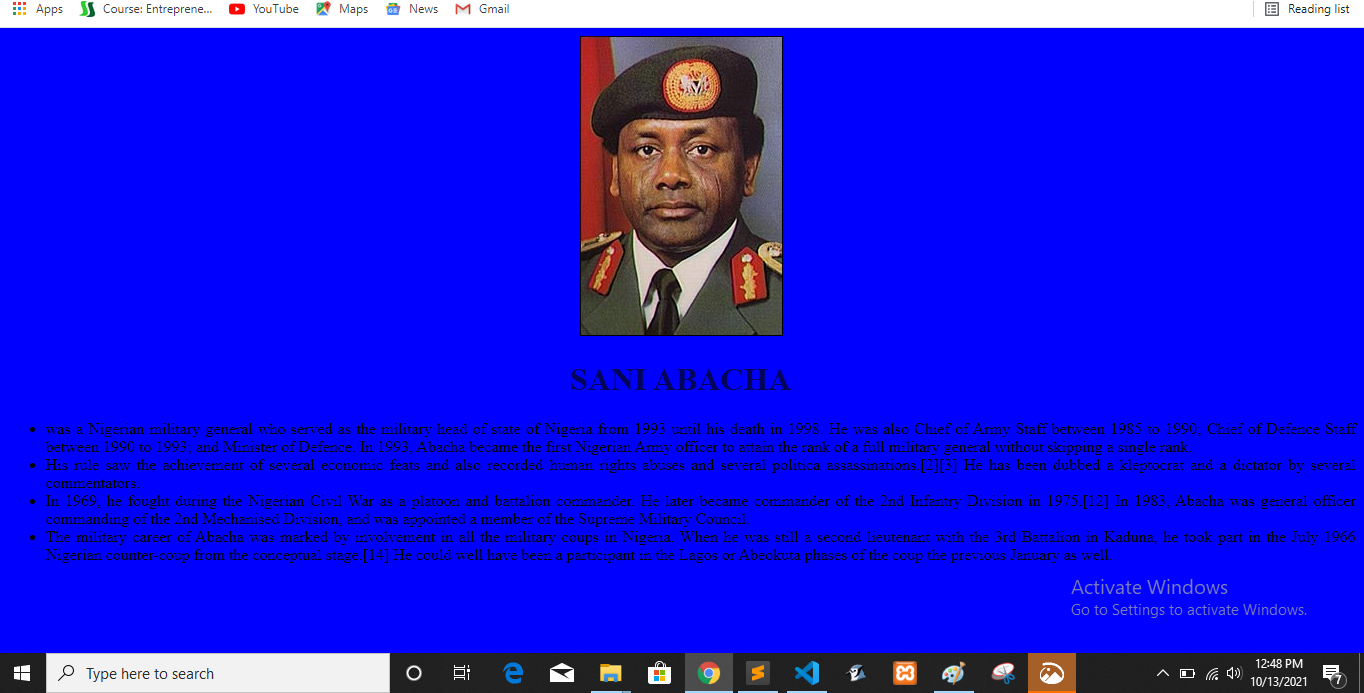 Apps Course: Entreprene... YouTube Maps News Gmail Reading list
SANI ABACHA
was a Nigerian military general who served as the military head of state of Nigeria from 1993 until his death in 1998. He was also Chief of Army Staff between 1985 to 1990; Chief of Defence Staff
between 1990 to 1993; and Minister of Defence. In 1993, Abacha became the first Nigerian Army officer to attain the rank of a full military general without skipping a single rank
His rule saw the achievement of several economic feats and also recorded human rights abuses and several politica assassinations.[2][3] He has been dubbed a kleptocrat and a dictator by several
commentators.
In 1969, he fought during the Nigerian Civil War as a platoon and battalion commander. He later became commander of the 2nd Infantry Division in 1975.[12] In 1983, Abacha was general officer
commanding of the 2nd Mechanised Division, and was appointed a member of the Supreme Military Council.
The military career of Abacha was marked by involvement in all the military coups in Nigeria. When he was still a second lieutenant with the 3rd Battalion in Kaduna, he took part in the July 1966
Nigerian counter-coup from the conceptual stage.[14] He could well have been a participant in the Lagos or Abeokuta phases of the coup the previous January as well
Activate Windows
Go to Settings to activate Windows.
Type here to search
12:48 PM
10/13/2021
7